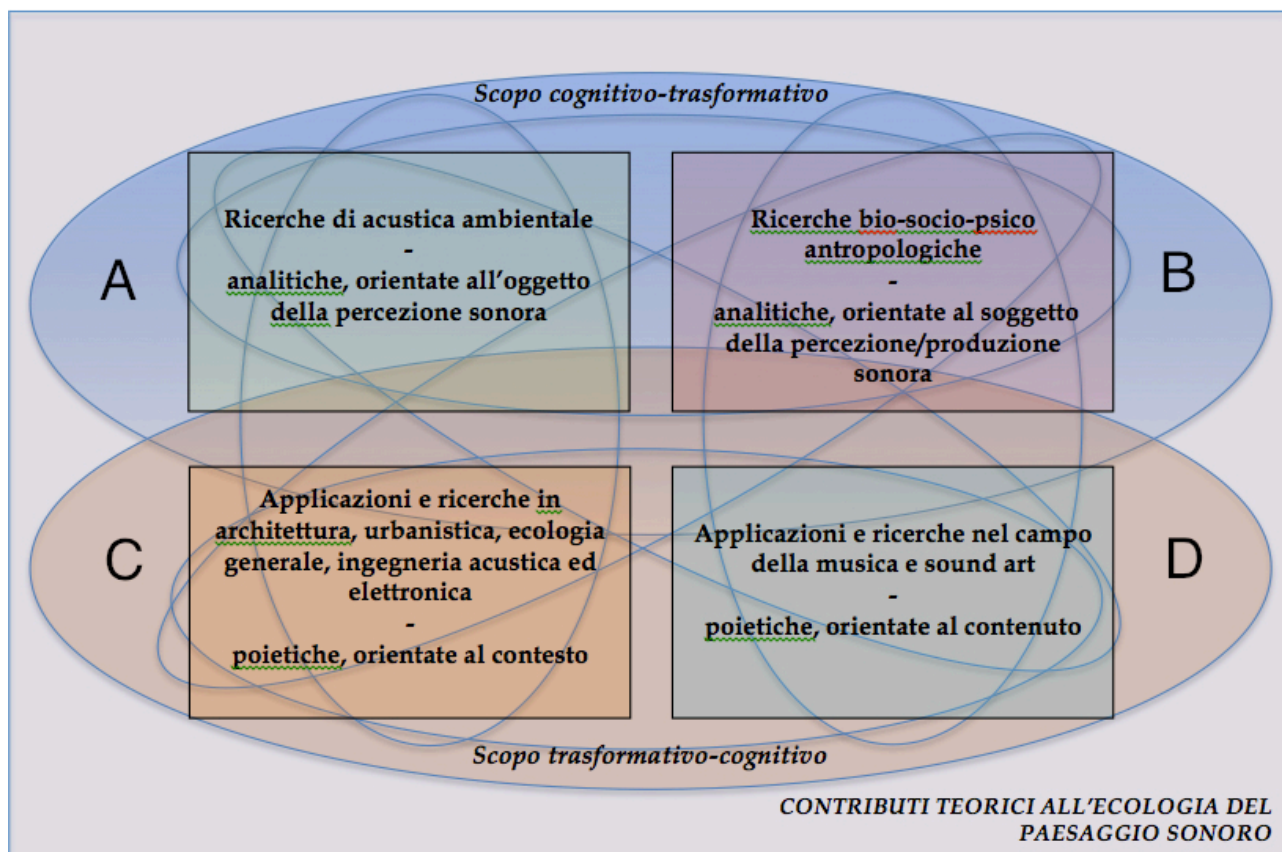 Scopo cognitivo-trasformativo
A
Ricerche di acustica ambientale
-
analitiche, orientate all'oggetto
della percezione sonora
Ricerche bio-socio-psico
antropologiche
-
analitiche, orientate al soggetto
della percezione/produzione
sonora
B
C
Applicazioni e ricerche in
architettura, urbanistica, ecologia
generale, ingegneria acustica ed
elettronica
-
poietiche, orientate al contesto
Applicazioni e ricerche nel campo
della musica e sound art
-
poietiche, orientate al contenuto
D
Scopo trasformativo-cognitivo
CONTRIBUTI TEORICI ALL'ECOLOGIA DEL
PAESAGGIO SONORO